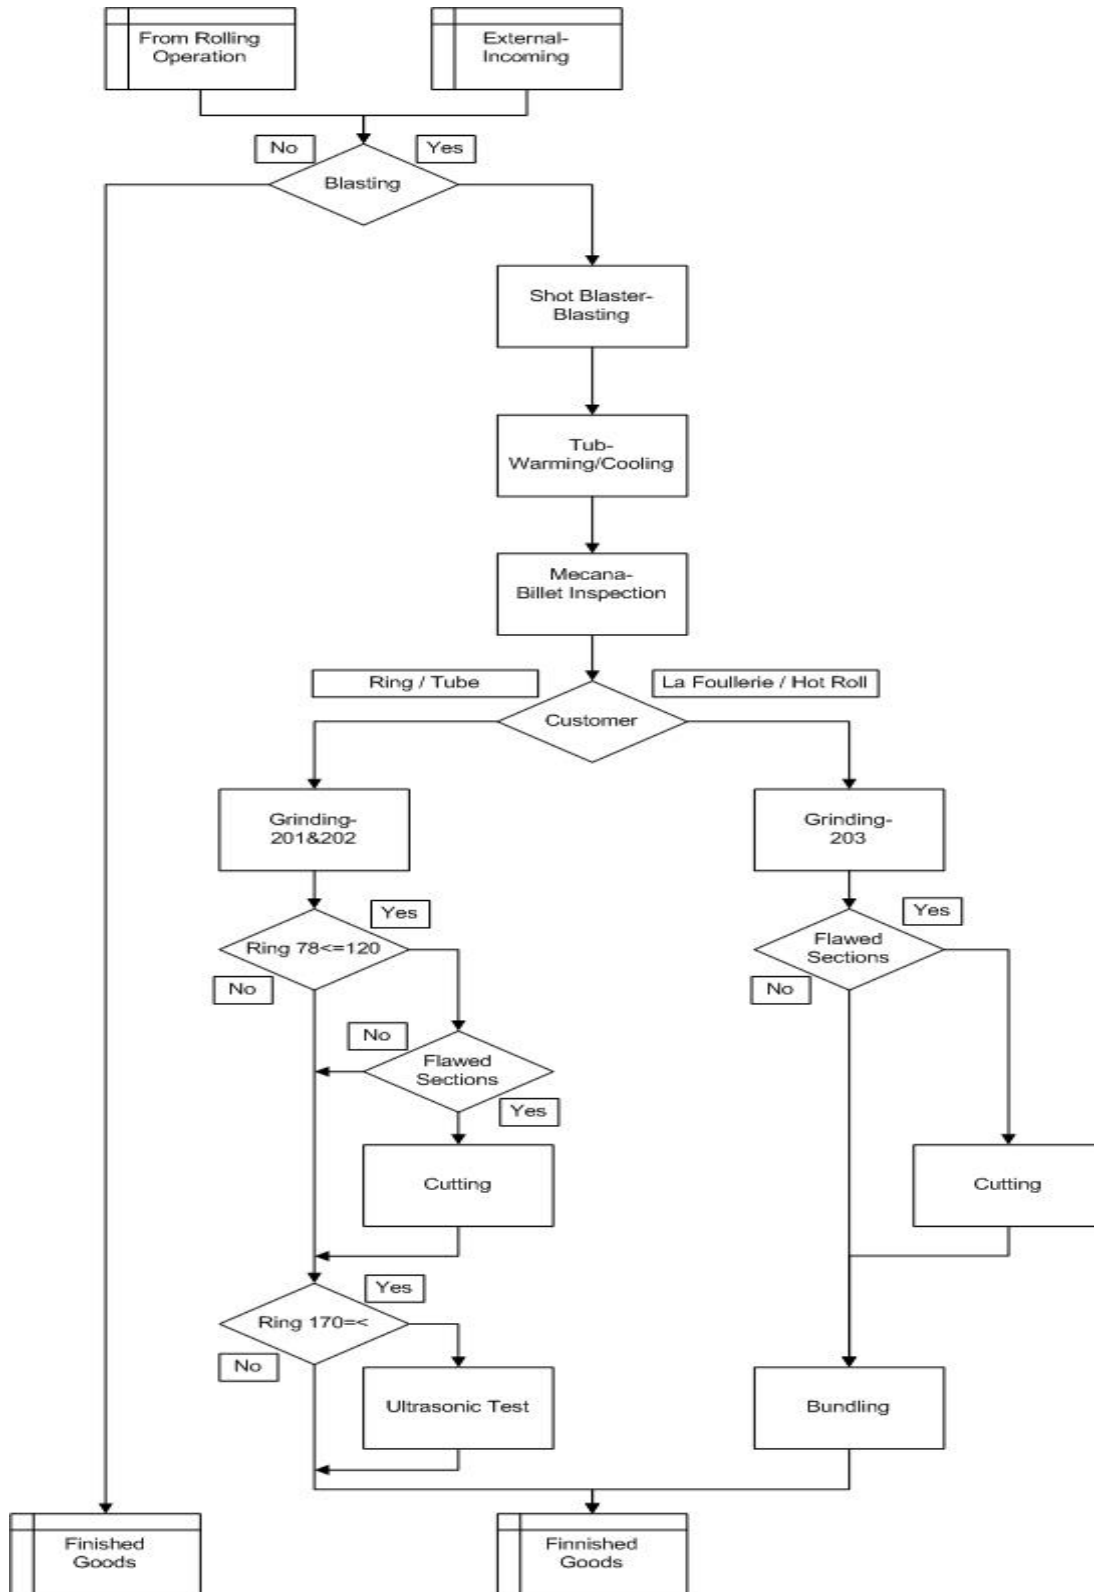 From Rolling
Operation
External-
Incoming
No
Yes
Blasting
Shot Blaster-
Blasting
Tub-
Warming/Cooling
Mecana-
Billet Inspection
Ring / Tube
La Foullerie / Hot Roll
Customer
Grinding-
201&202
Grinding-
203
Yes
Ring 78<=120
No
Yes
Flawed
Sections
No
No
Flawed
Sections
Yes
Cutting
Cutting
Yes
Ring 170=<
No
Ultrasonic Test
Bundling
Finished
Goods
Finnished
Goods